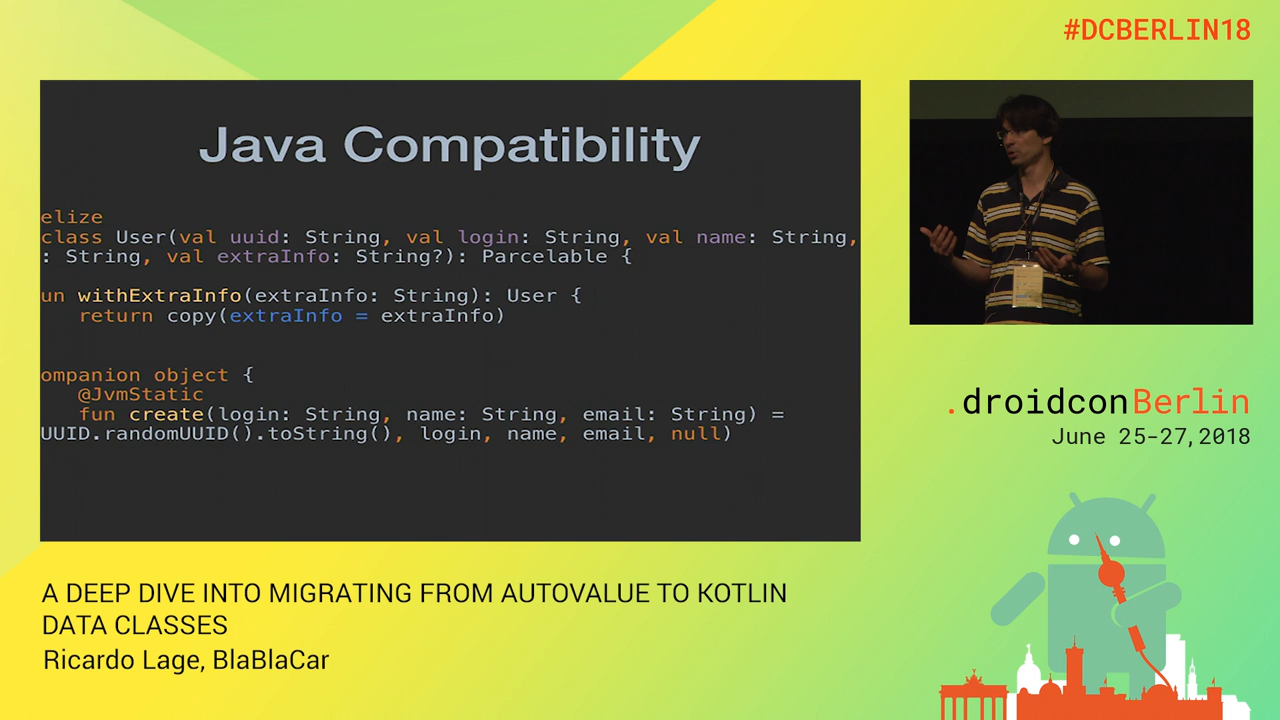 #DCBERLIN18
Java Compatibility
elize
class User(val uuid: String, val login: String, val name: String,
: String, val extraInfo: String?): Parcelable {
un withExtraInfo(extraInfo: String): User {
return copy(extraInfo = extraInfo)
ompanion object {
@JvmStatic
fun create(login: String, name: String, email: String) =
UUID.randomUUID().toString(), login, name, email, null)
.droidconBerlin
June 25-27, 2018
A DEEP DIVE INTO MIGRATING FROM AUTOVALUE TO KOTLIN
DATA CLASSES
Ricardo Lage, BlaBlaCar